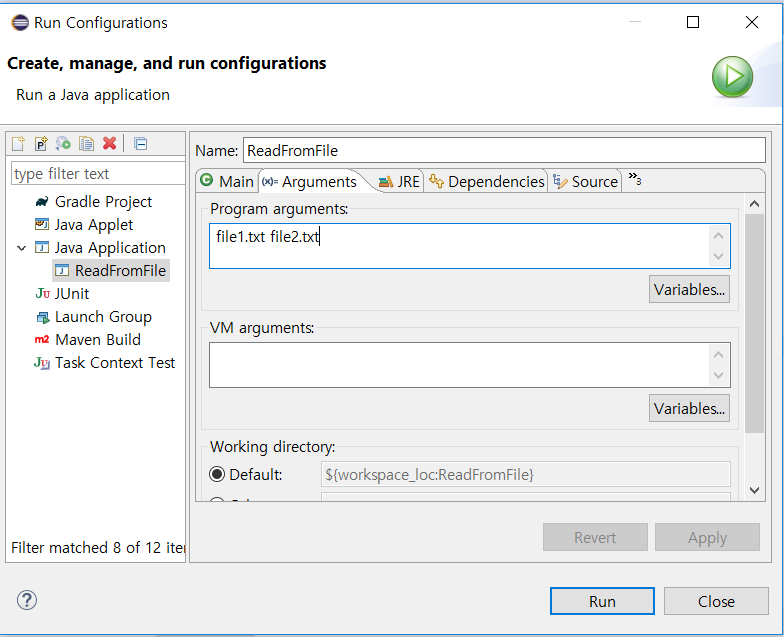 Run Configurations
Create, manage, and run configurations
Run a Java application
type filter text
Gradle Project
Java Applet
Java Application
ReadFromFile
JUnit
Launch Group
Maven Build
Task Context Test
Filter matched 8 of 12 iter
Name: ReadFromFile
Main (x)= Arguments JRE Dependencies Source »3
Program arguments:
file1.txt file2.txt
Variables...
VM arguments:
Variables...
Working directory:
Default: ${workspace_loc:ReadFromFile}
Revert Apply
Run Close